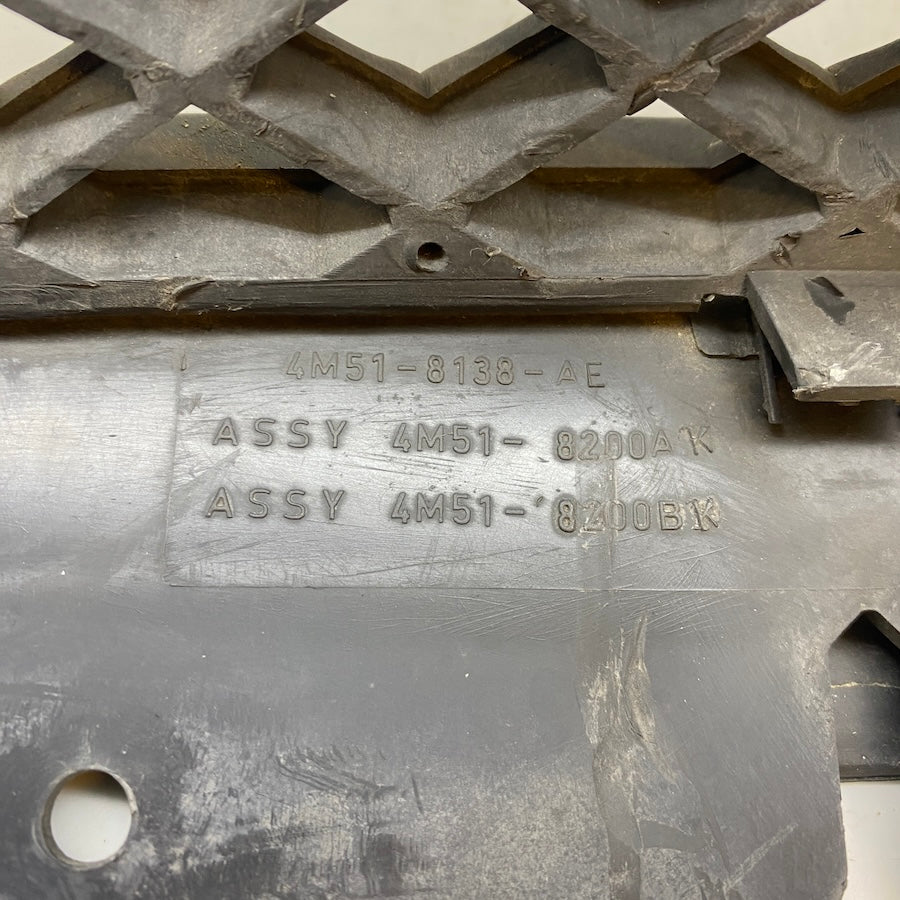 4M51-8138-AE
ASSY 4M51- 8200AK
ASSY 4M51- 8200BK